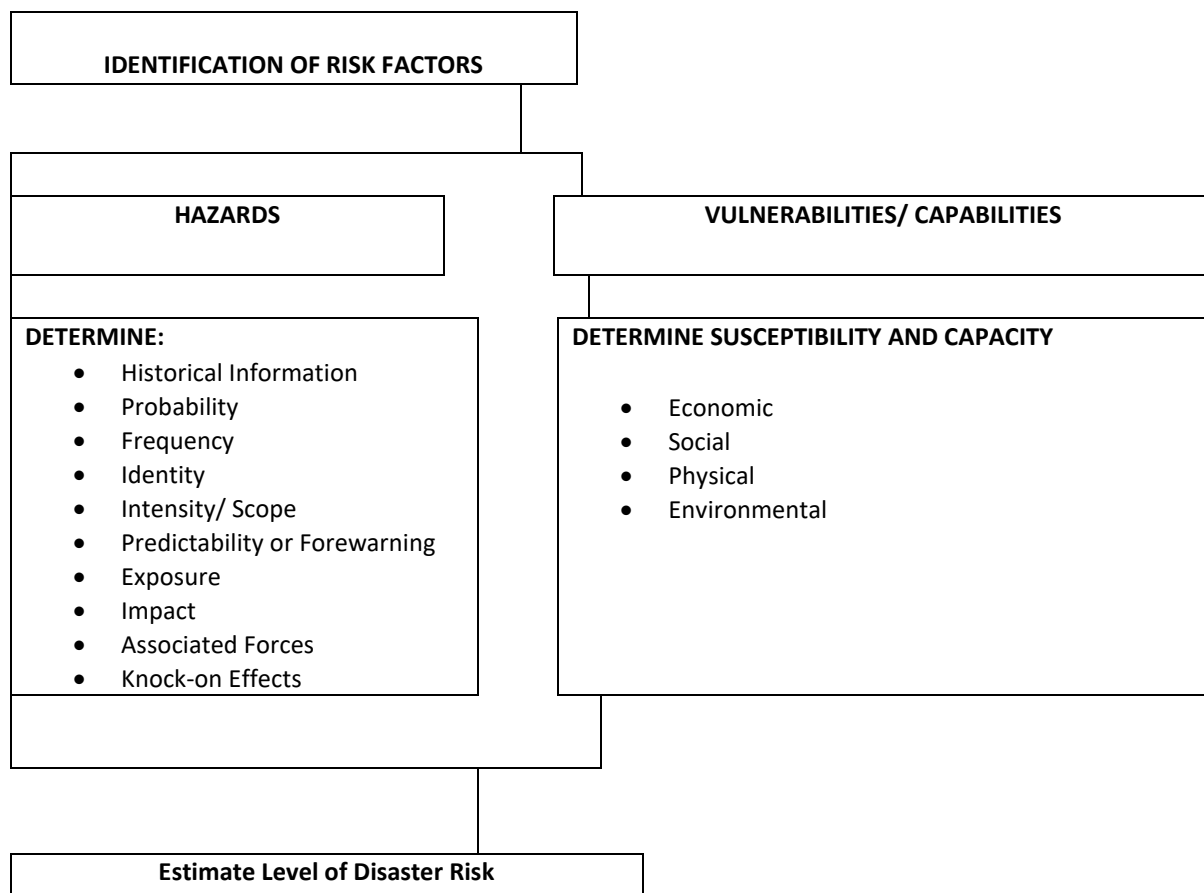 IDENTIFICATION OF RISK FACTORS
HAZARDS
VULNERABILITIES/ CAPABILITIES
DETERMINE:
• Historical Information
• Probability
• Frequency
• Identity
• Intensity/ Scope
• Predictability or Forewarning
• Exposure
• Impact
• Associated Forces
• Knock-on Effects
DETERMINE SUSCEPTIBILITY AND CAPACITY
• Economic
• Social
• Physical
• Environmental
Estimate Level of Disaster Risk